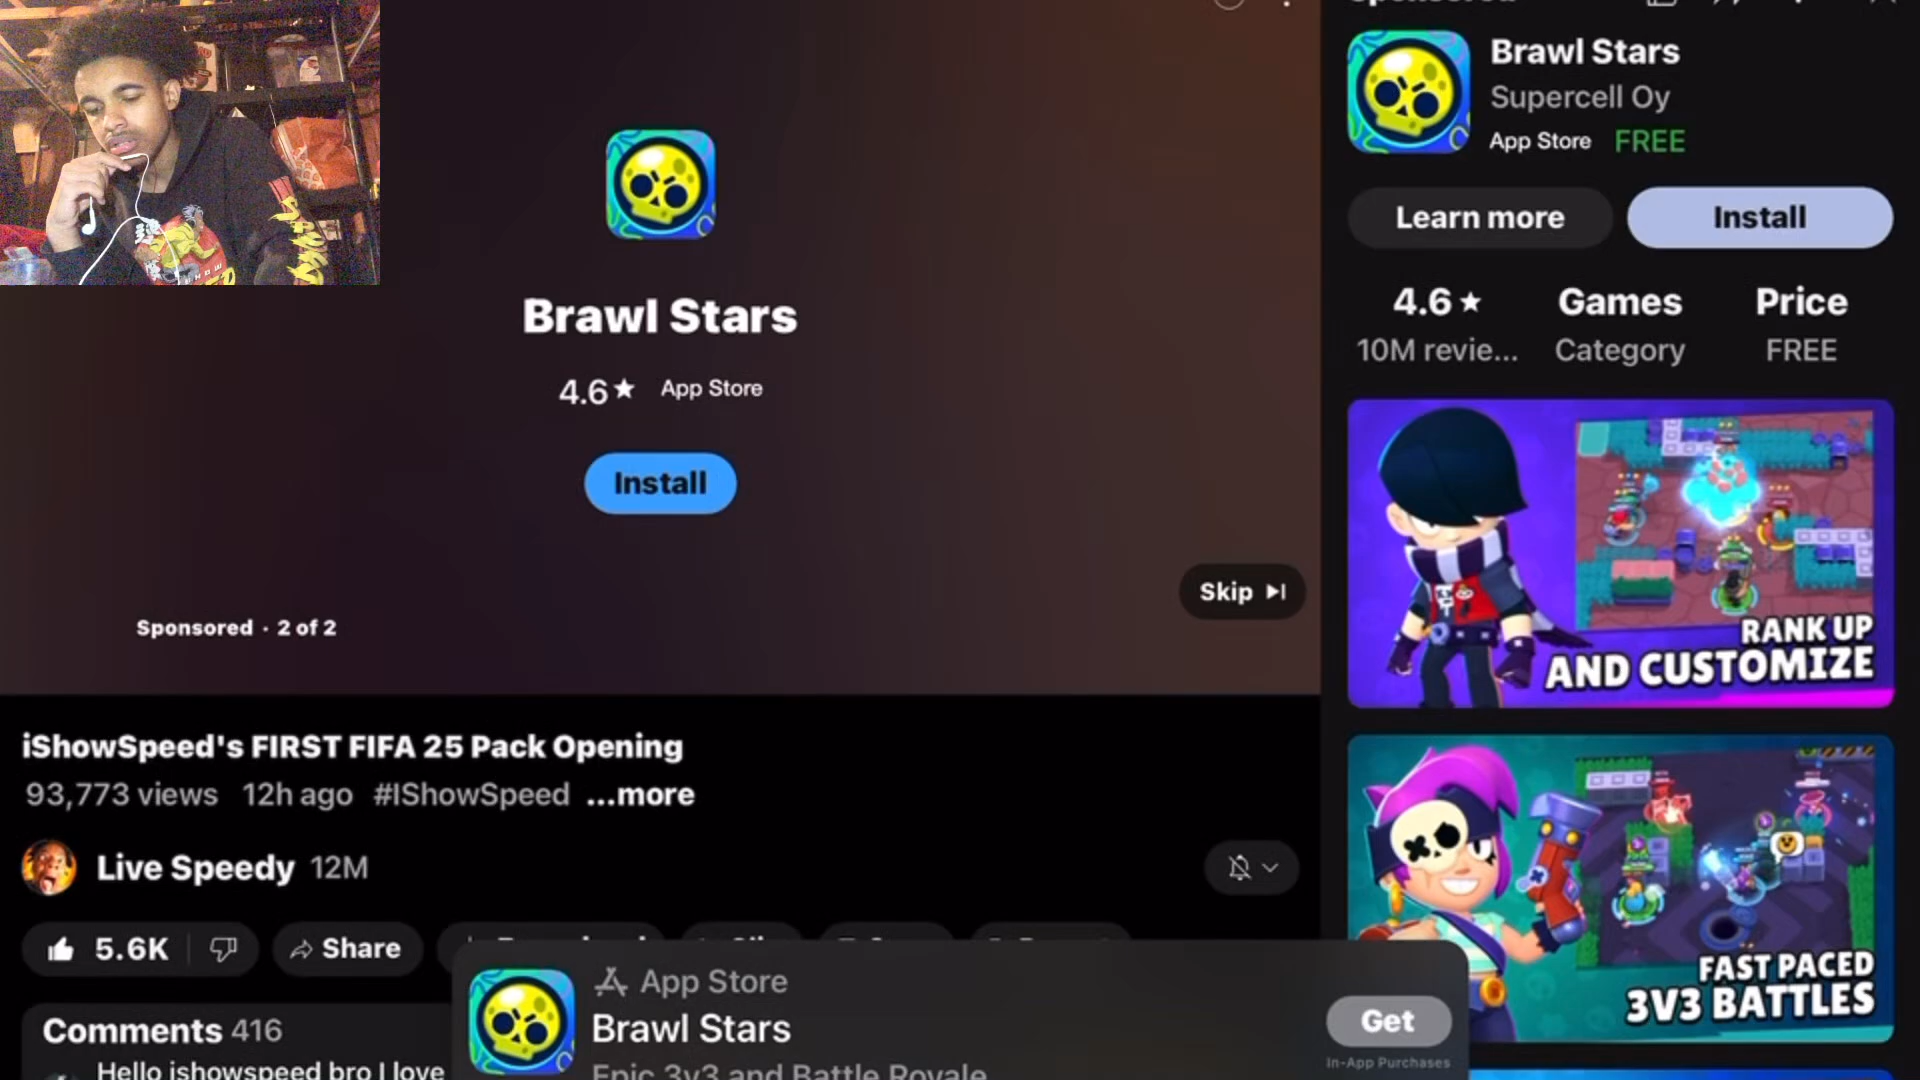 Brawl Stars
4.6★ App Store
Install
Skip
Sponsored · 2 of 2
iShowSpeed's FIRST FIFA 25 Pack Opening
93,773 views 12h ago #IShowSpeed ...more
Live Speedy 12M
5.6K
Share
Comments 416
Hello ishowspeed bro I love
App Store
Brawl Stars
Epic 3v3 and Battle Royale
Get
In-App Purchases
Sponsored
Brawl Stars
Supercell Oy
App Store FREE
Learn more
Install
4.6★ Games Price
10M revie... Category FREE
RANK UP
AND CUSTOMIZE
FAST PACED
3V3 BATTLES